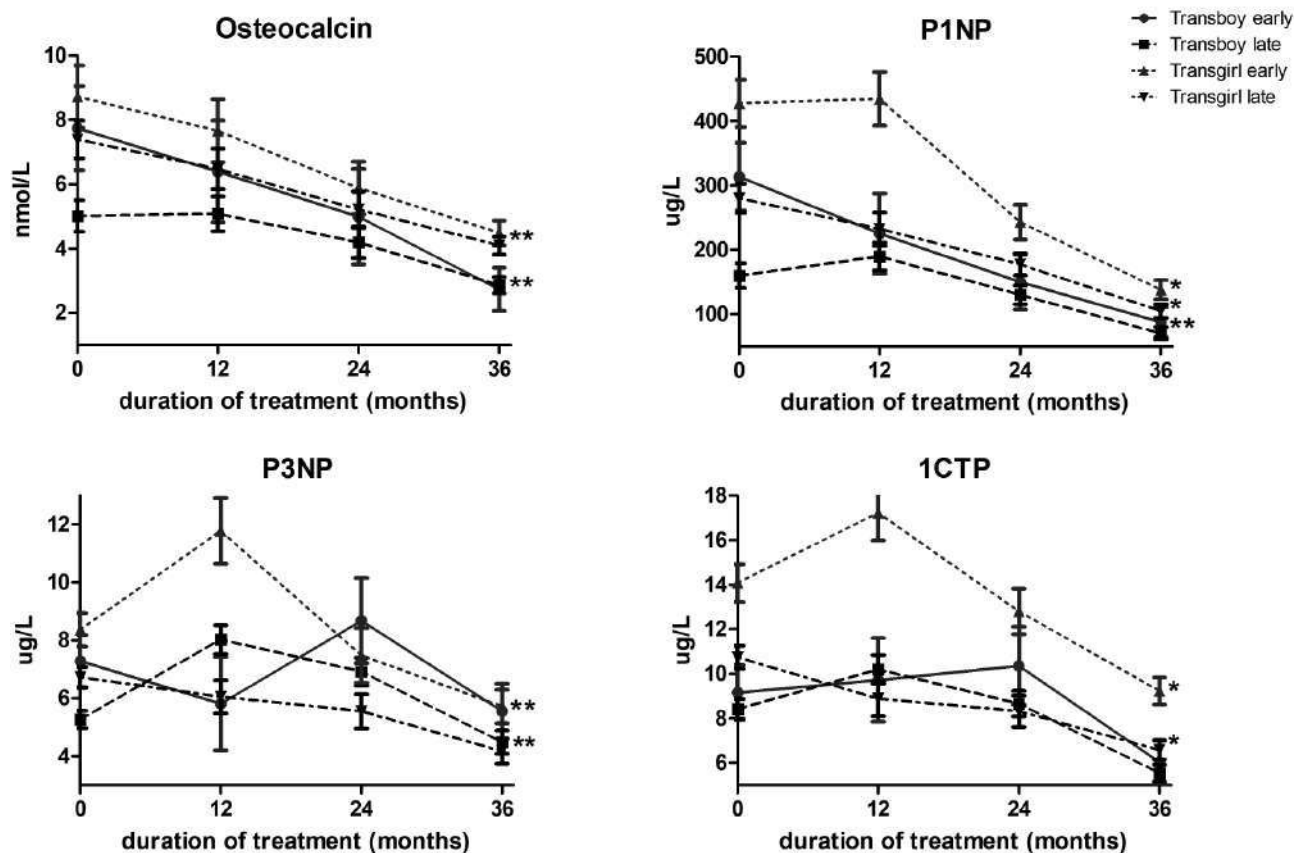 Osteocalcin
10
8
6
4
2
nmol/L
0 12 24 36
duration of treatment (months)
**
**
P1NP
500
400
300
200
100
ug/L
0 12 24 36
duration of treatment (months)
*
*
**
Transboy early
Transboy late
Transgirl early
Transgirl late
P3NP
12
10
8
6
4
ug/L
0 12 24 36
duration of treatment (months)
**
**
1CTP
18
16
14
12
10
8
6
ug/L
0 12 24 36
duration of treatment (months)
*
*